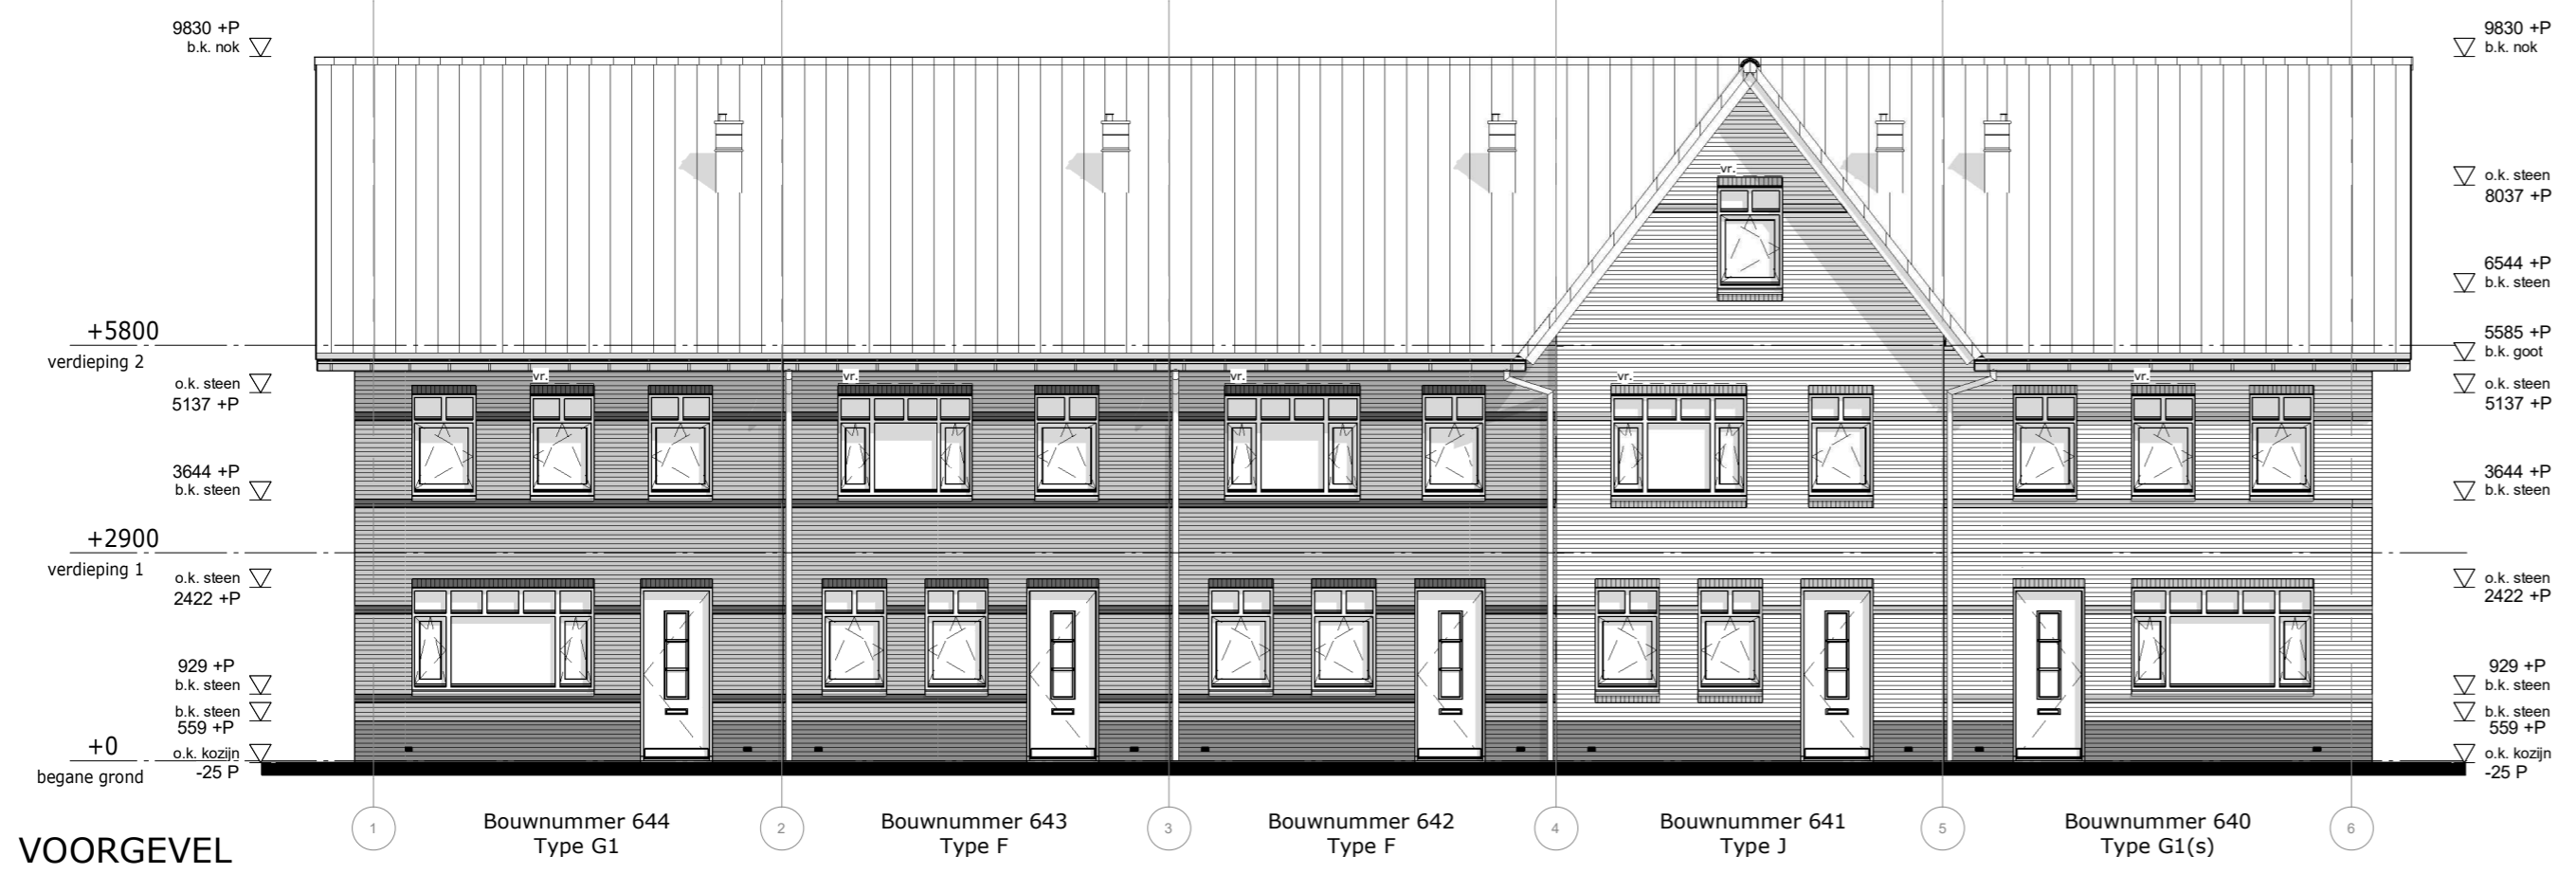 9830 +P
b.k. nok
+5800
verdieping 2
o.k. steen
5137 +P
3644 +P
b.k. steen
+2900
verdieping 1
o.k. steen
2422 +P
929 +P
b.k. steen
b.k. steen
559 +P
+0
begane grond
o.k. kozijn
-25 P
vr.
vr.
vr.
vr.
vr.
vr.
9830 +P
b.k. nok
o.k. steen
8037 +P
6544 +P
b.k. steen
5585 +P
b.k. goot
o.k. steen
5137 +P
3644 +P
b.k. steen
o.k. steen
2422 +P
929 +P
b.k. steen
b.k. steen
559 +P
o.k. kozijn
-25 P
1
Bouwnummer 644
Type G1
2
Bouwnummer 643
Type F
3
Bouwnummer 642
Type F
4
Bouwnummer 641
Type J
5
Bouwnummer 640
Type G1(s)
6
VOORGEVEL